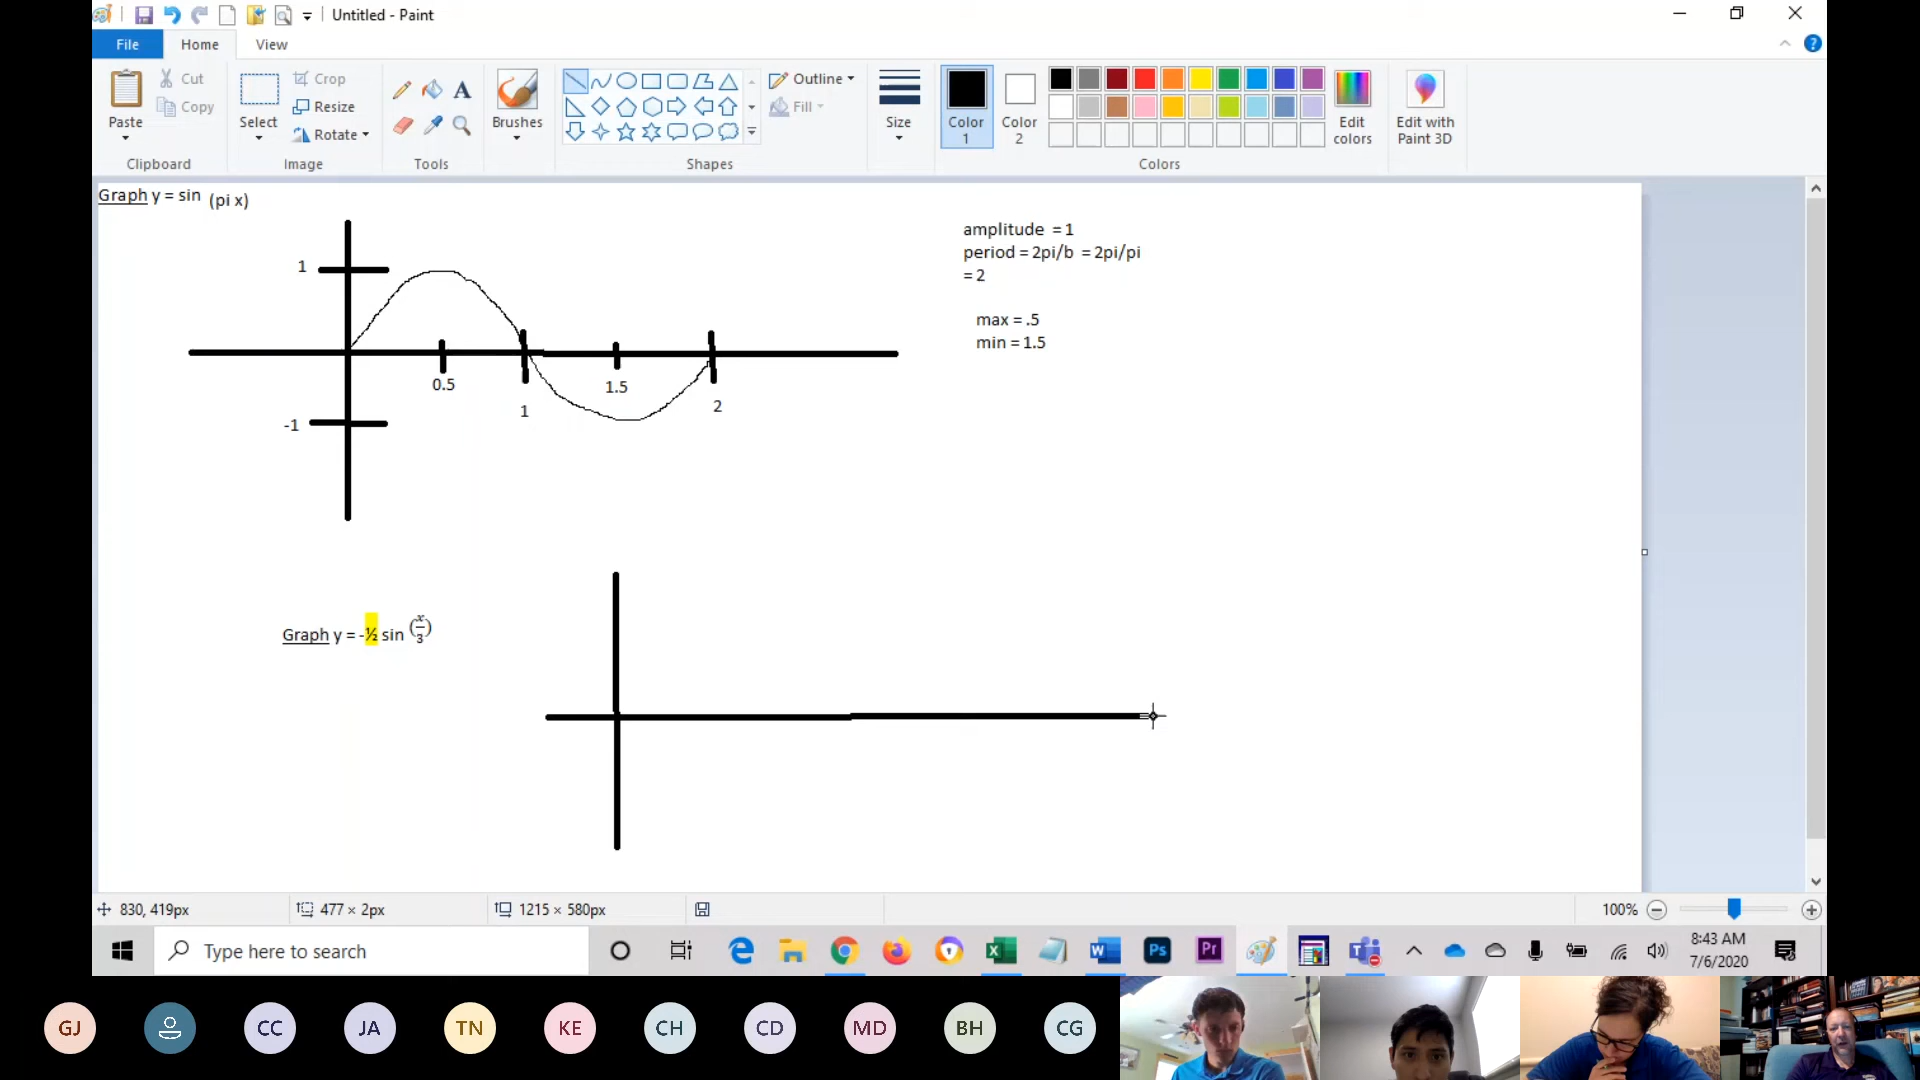 Untitled - Paint
File Home View
Paste
Cut
Copy
Clipboard
Select
Crop
Resize
Rotate
Image
Tools
Brushes
Shapes
Outline
Fill
Size
Color 1
Color 2
Colors
Edit colors
Edit with Paint 3D
Graph y = sin (pi x)
1
-1
0.5
1
1.5
2
amplitude = 1
period = 2pi/b = 2pi/pi
= 2
max = .5
min = 1.5
Graph y = -½ sin (x/3)
830, 419px
477 × 2px
1215 × 580px
100%
Type here to search
8:43 AM
7/6/2020
GJ CC JA TN KE CH CD MD BH CG